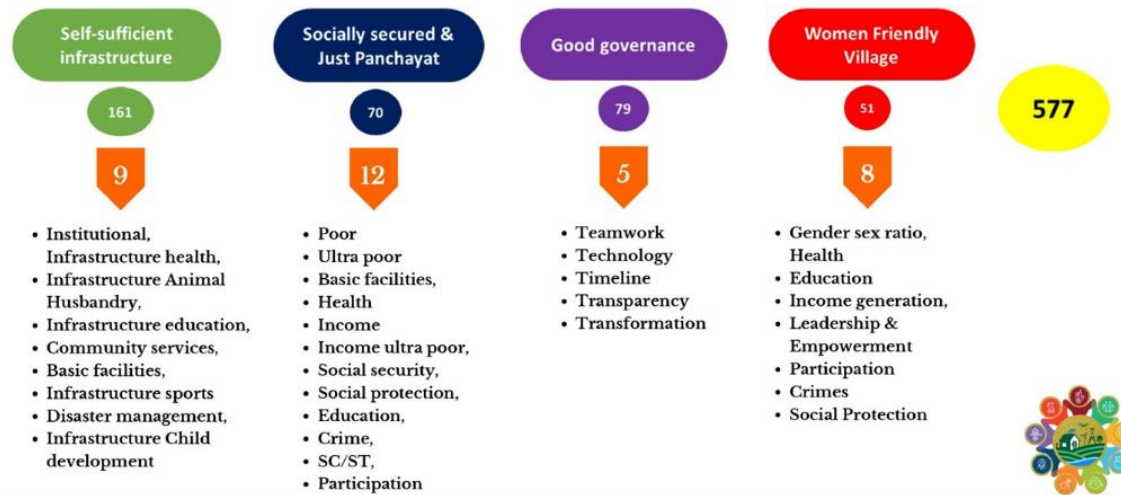 Self-sufficient
infrastructure
161
9
• Institutional,
Infrastructure health,
• Infrastructure Animal
Husbandry,
• Infrastructure education,
• Community services,
• Basic facilities,
• Infrastructure sports
• Disaster management,
• Infrastructure Child
development
Socially secured &
Just Panchayat
70
12
• Poor
• Ultra poor
• Basic facilities,
• Health
• Income
• Income ultra poor,
• Social security,
• Social protection,
• Education,
• Crime,
• SC/ST,
• Participation
Good governance
79
5
• Teamwork
• Technology
• Timeline
• Transparency
• Transformation
Women Friendly
Village
51
8
• Gender sex ratio,
Health
• Education
• Income generation,
• Leadership &
Empowerment
• Participation
• Crimes
• Social Protection
577